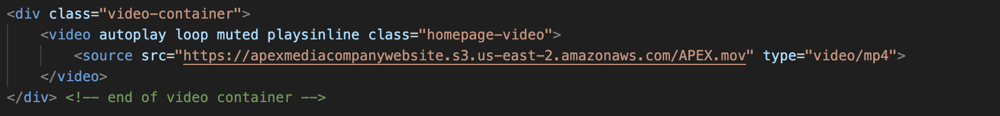 <div class="video-container">
<video autoplay loop muted playsinline class="homepage-video">
<source src="https://apexmediacompanywebsite.s3.us-east-2.amazonaws.com/APEX.mov" type="video/mp4">
</video>
</div> <!-- end of video container -->